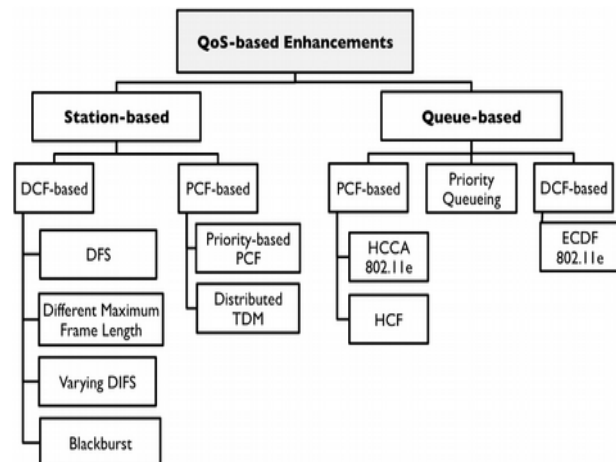 QoS-based Enhancements
Station-based
Queue-based
DCF-based
PCF-based
PCF-based
Priority
Queueing
DCF-based
DFS
Different Maximum
Frame Length
Varying DIFS
Blackburst
Priority-based
PCF
Distributed
TDM
HCCA
802.11e
HCF
ECDF
802.11e